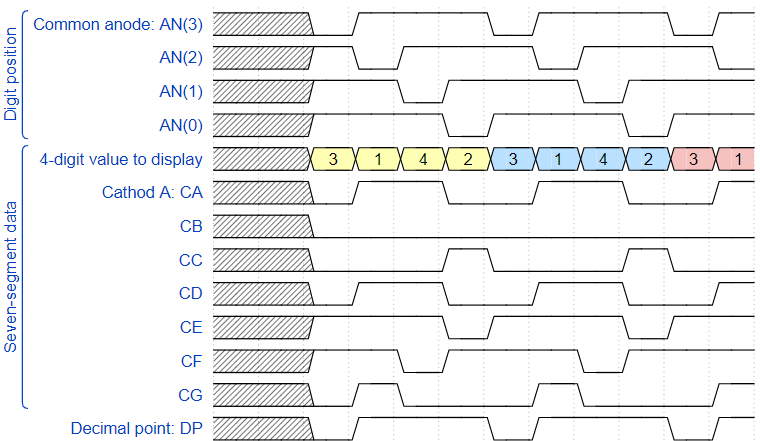 Digit position
Common anode: AN(3)
AN(2)
AN(1)
AN(0)
Seven-segment data
4-digit value to display
3 1 4 2 3 1 4 2 3 1
Cathod A: CA
CB
CC
CD
CE
CF
CG
Decimal point: DP